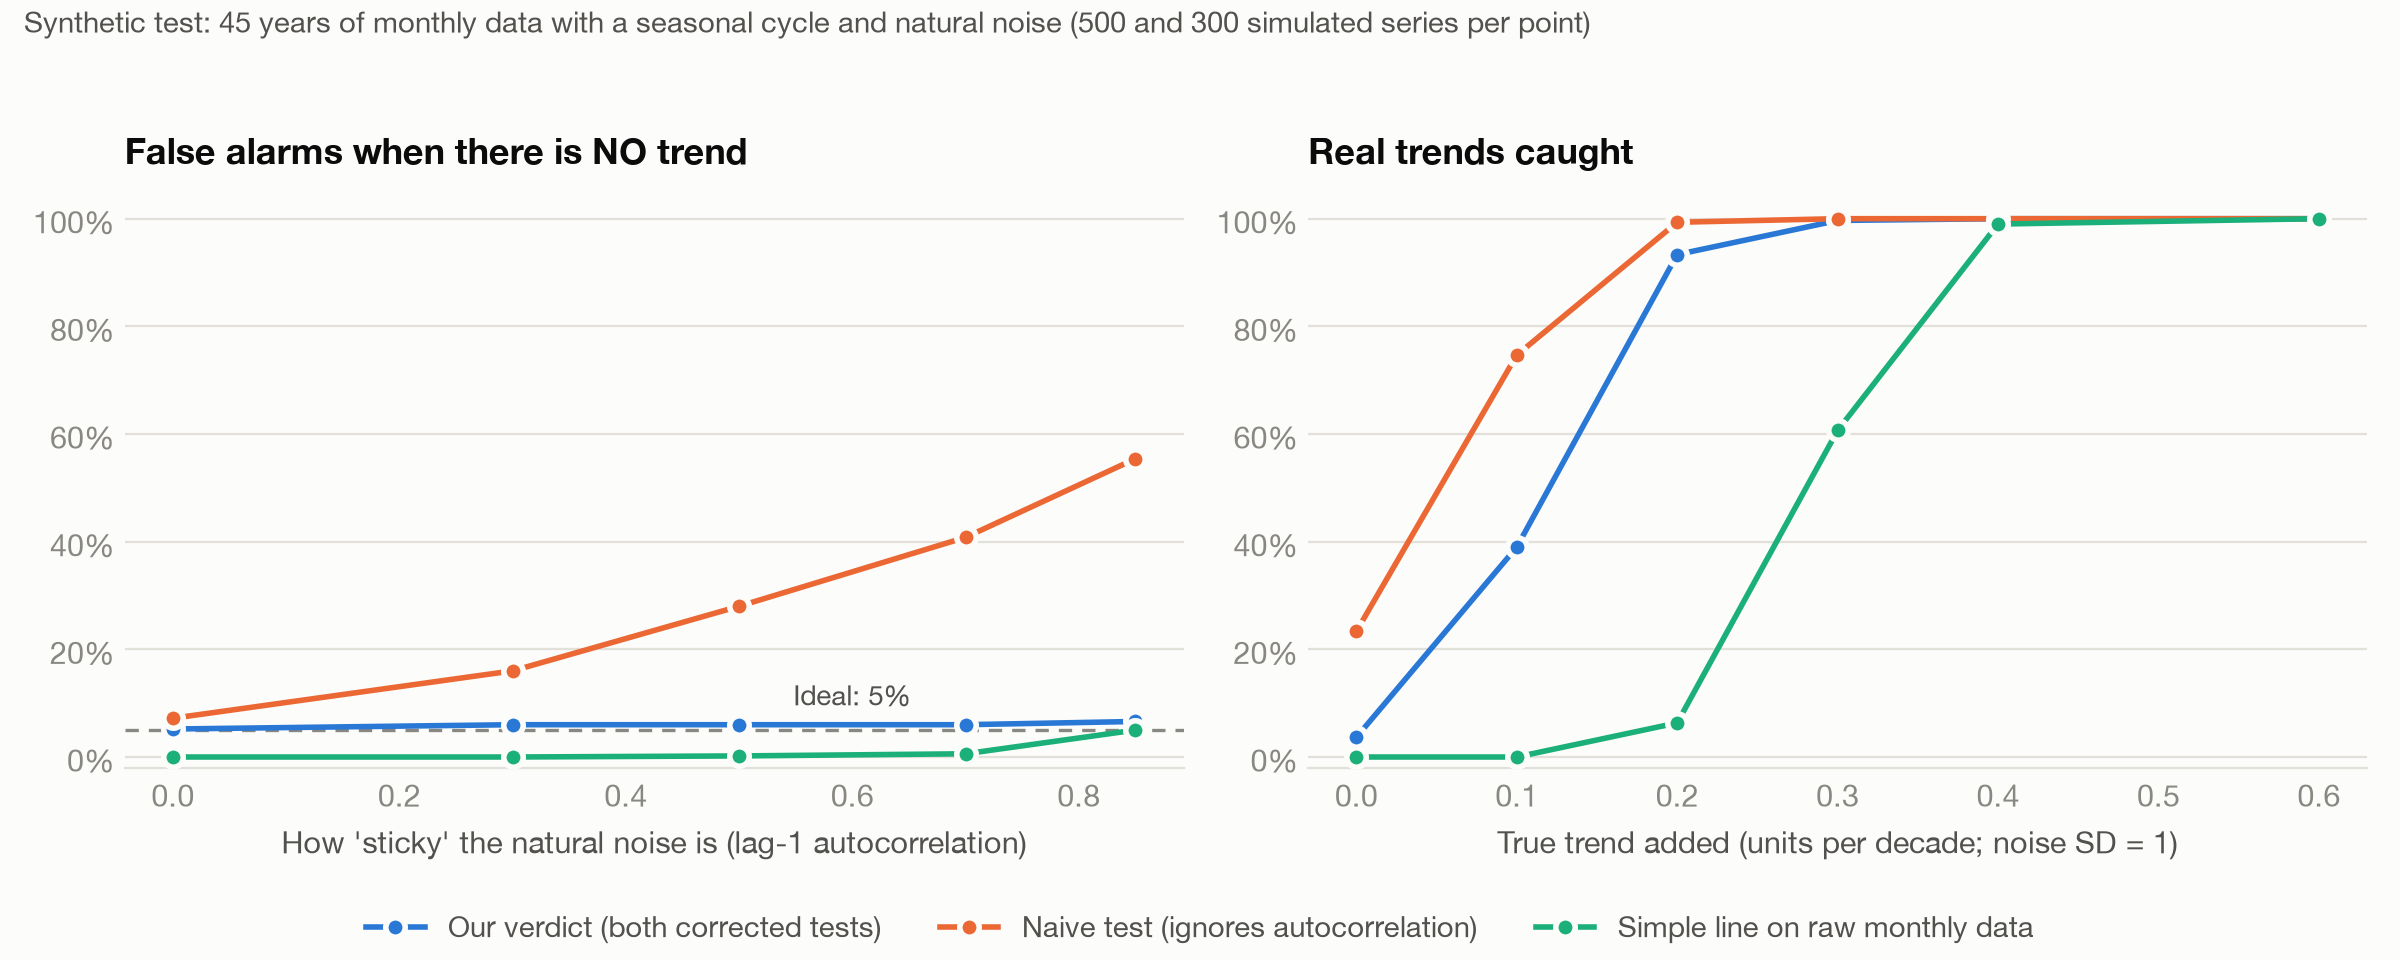 Synthetic test: 45 years of monthly data with a seasonal cycle and natural noise (500 and 300 simulated series per point)
False alarms when there is NO trend
100%
80%
60%
40%
20%
0%
Ideal: 5%
0.0 0.2 0.4 0.6 0.8
How 'sticky' the natural noise is (lag-1 autocorrelation)
Real trends caught
100%
80%
60%
40%
20%
0%
0.0 0.1 0.2 0.3 0.4 0.5 0.6
True trend added (units per decade; noise SD = 1)
Our verdict (both corrected tests) Naive test (ignores autocorrelation) Simple line on raw monthly data